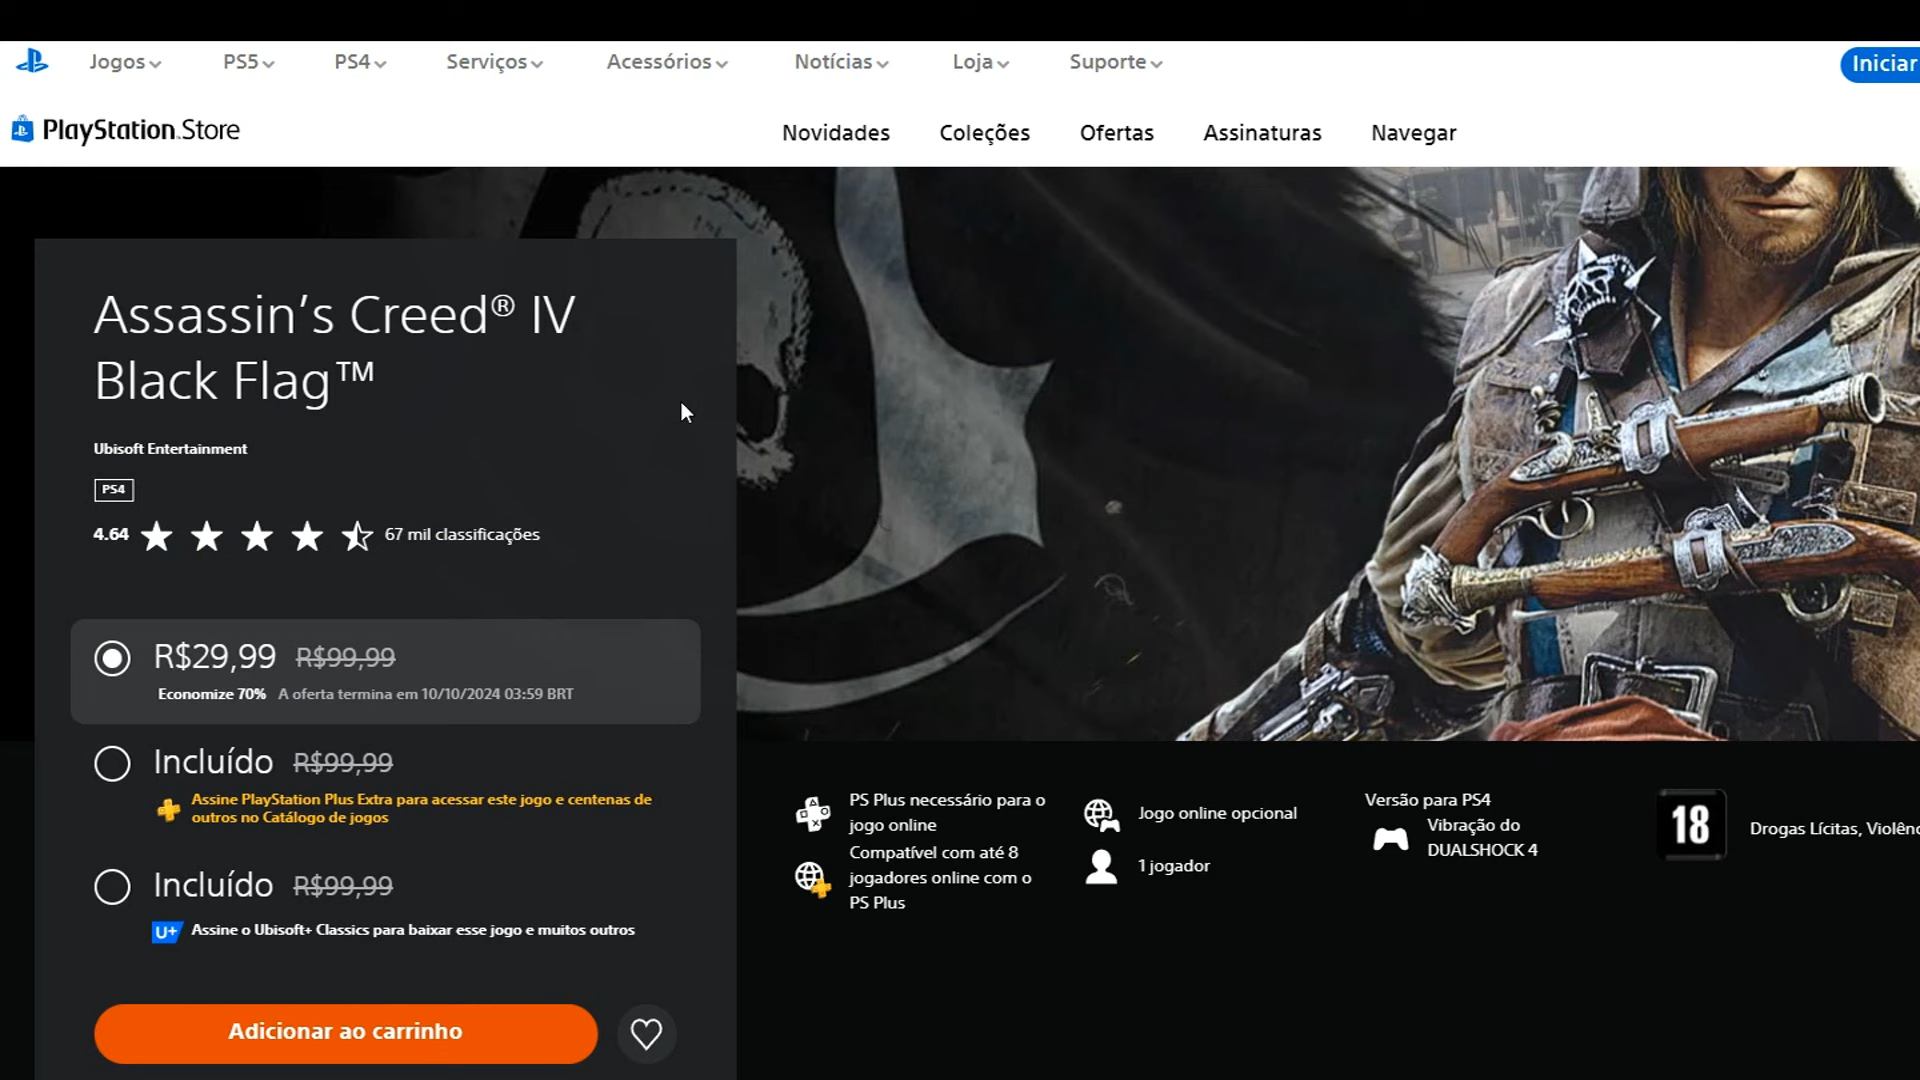 Jogos
PS5
PS4
Serviços
Acessórios
Notícias
Loja
Suporte
Iniciar
PlayStation Store
Novidades
Coleções
Ofertas
Assinaturas
Navegar
Assassin's Creed® IV
Black Flag™
Ubisoft Entertainment
PS4
4.64
67 mil classificações
R$29,99 R$99,99
Economize 70% A oferta termina em 10/10/2024 03:59 BRT
Incluído R$99,99
Assine PlayStation Plus Extra para acessar este jogo e centenas de
outros no Catálogo de jogos
Incluído R$99,99
U+ Assine o Ubisoft+ Classics para baixar esse jogo e muitos outros
Adicionar ao carrinho
PS Plus necessário para o
jogo online
Compatível com até 8
jogadores online com o
PS Plus
Jogo online opcional
1 jogador
Versão para PS4
Vibração do
DUALSHOCK 4
18
Drogas Lícitas,